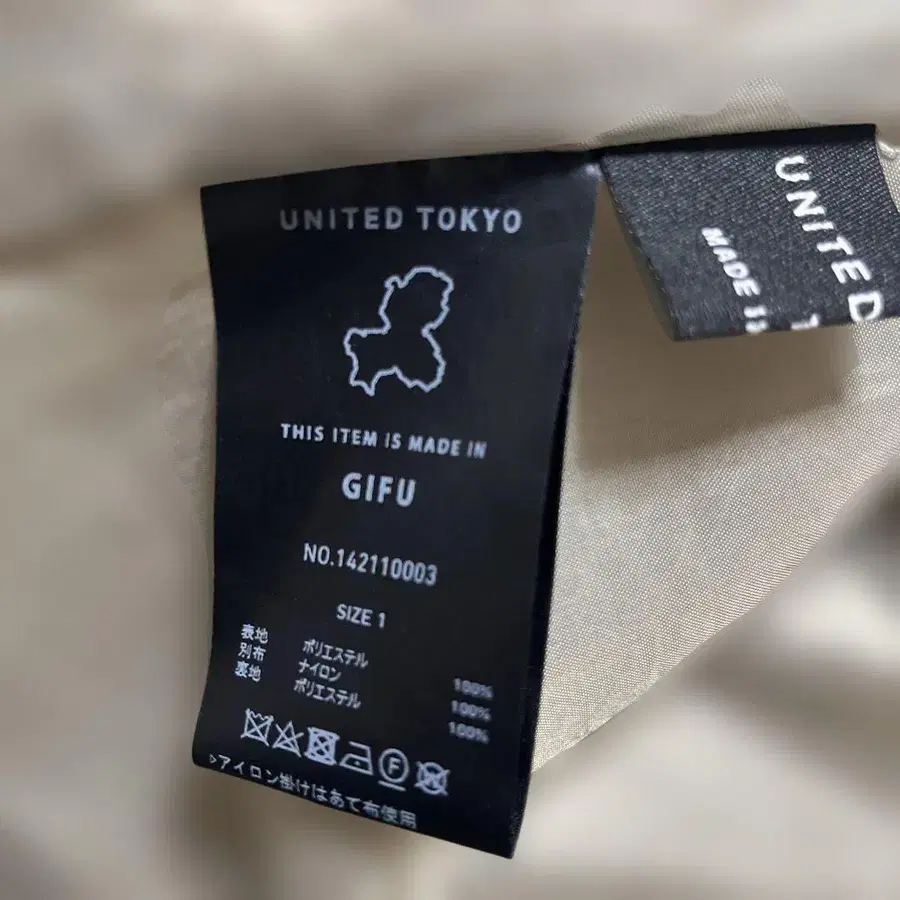 UNITED TOKYO
THIS ITEM IS MADE IN
GIFU
NO.142110003
SIZE 1
表地 ポリエステル 100%
別布 ナイロン 100%
裏地 ポリエステル 100%
F
アイロン掛けはあて布使用
UNITED
MADE